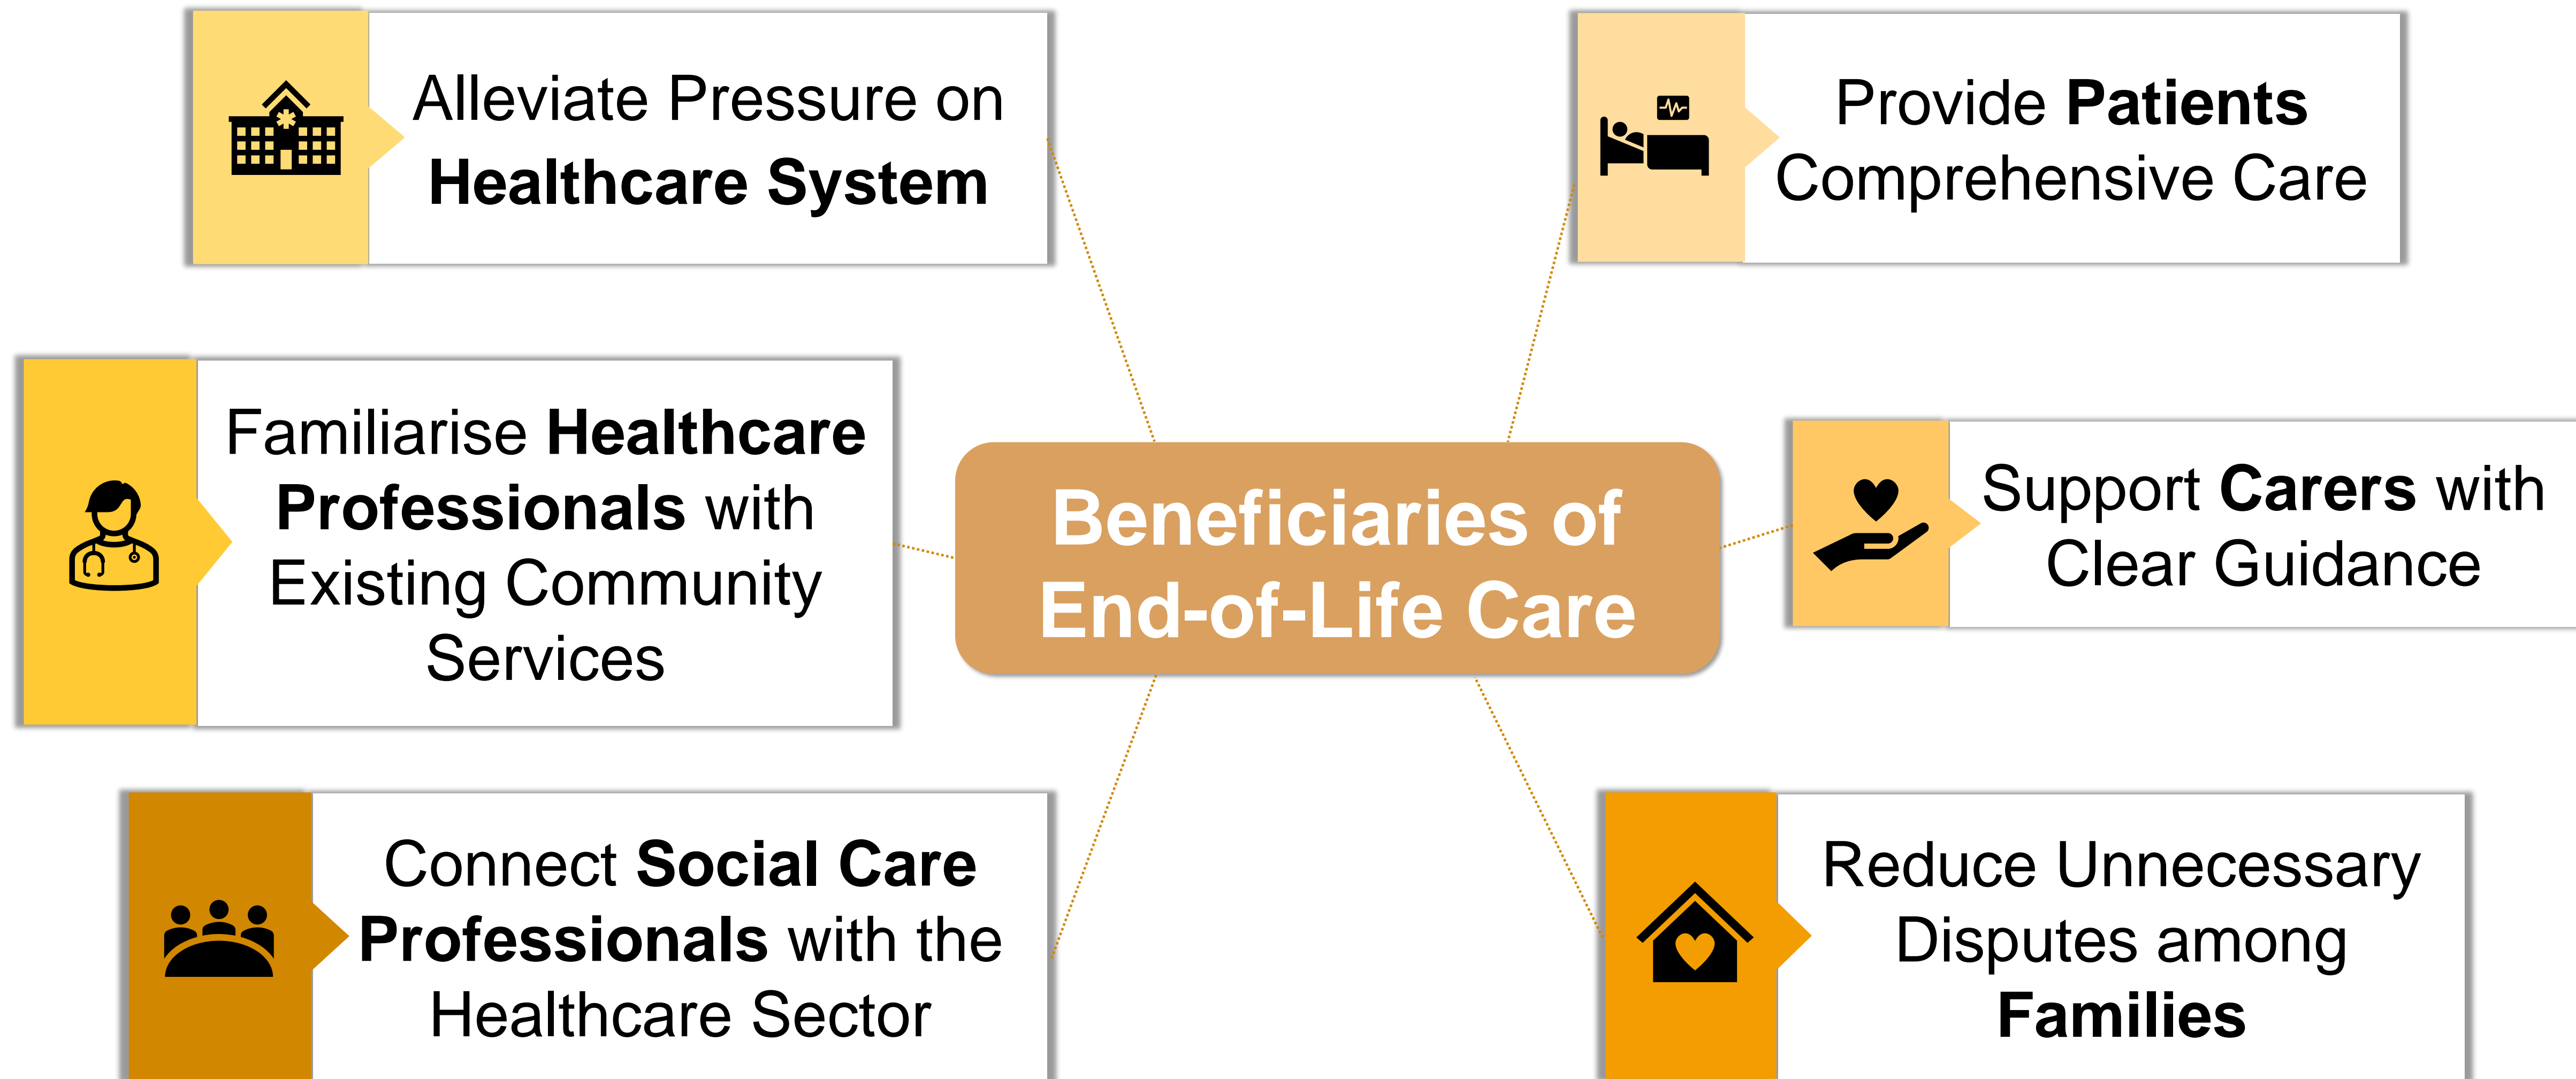 Alleviate Pressure on
Healthcare System
Provide Patients
Comprehensive Care
Familiarise Healthcare
Professionals with
Existing Community
Services
Beneficiaries of
End-of-Life Care
Support Carers with
Clear Guidance
Connect Social Care
Professionals with the
Healthcare Sector
Reduce Unnecessary
Disputes among
Families